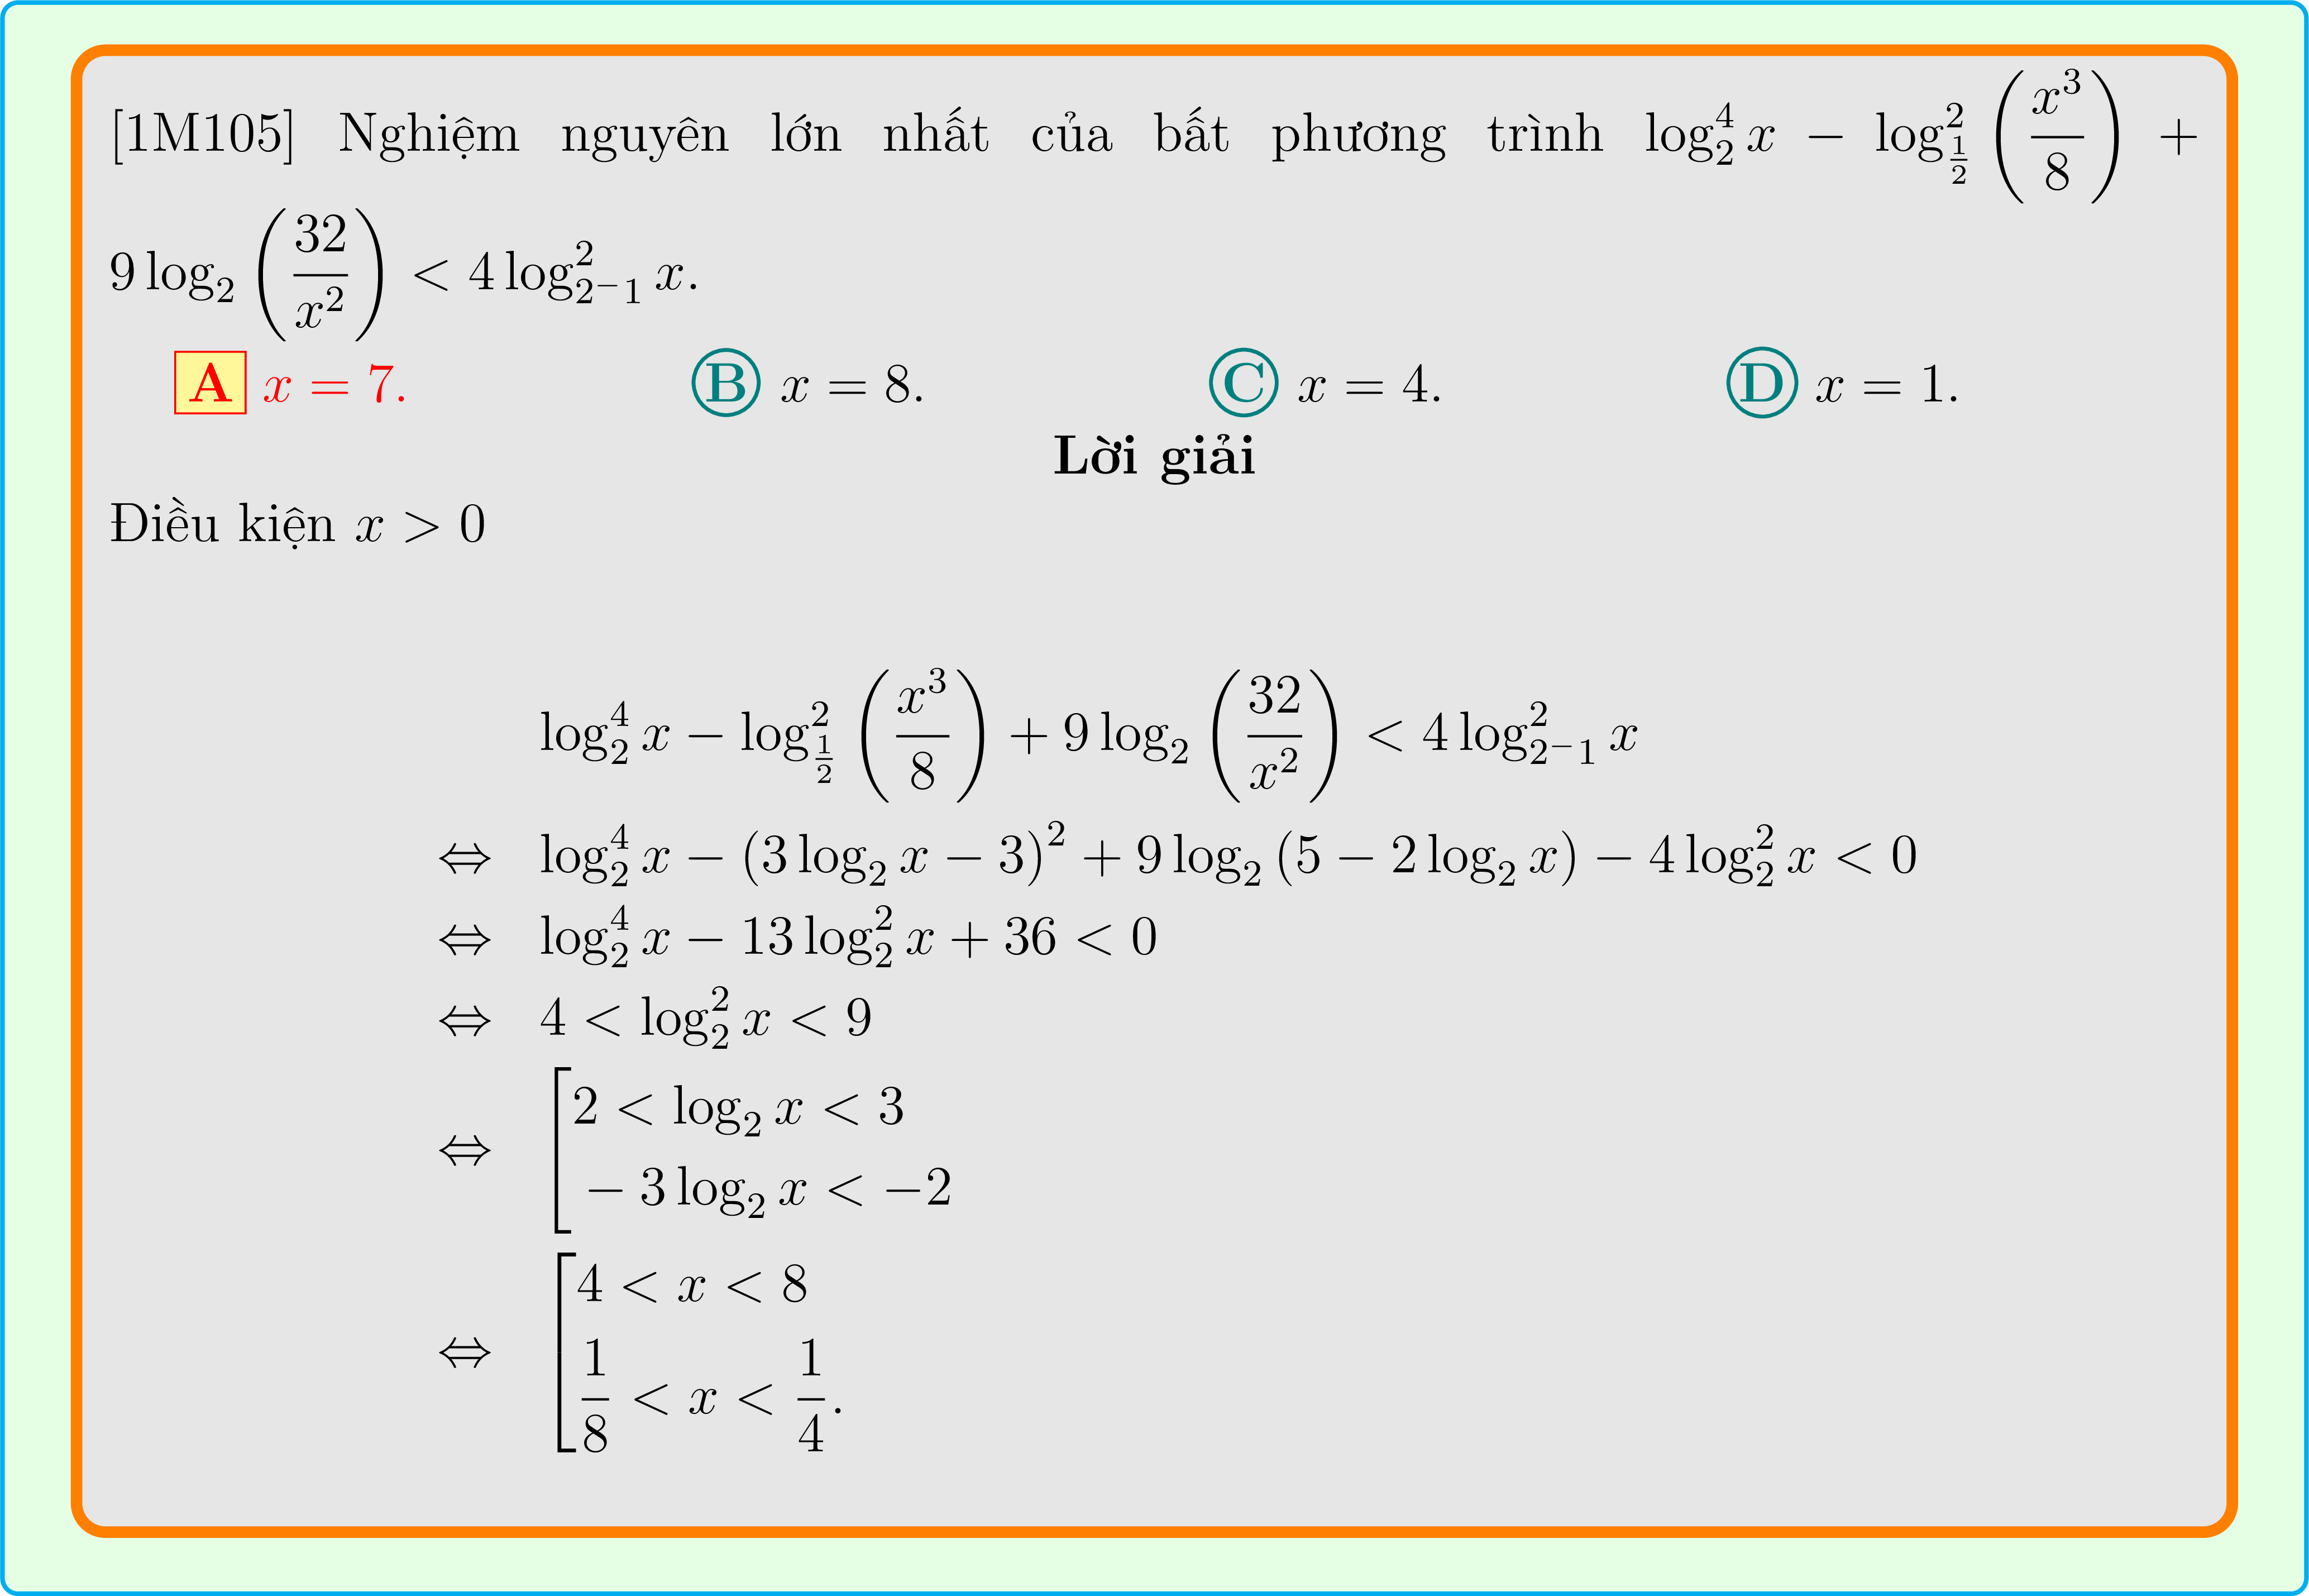 [1M105] Nghiệm nguyên lớn nhất của bất phương trình $\log_2^4 x - \log_{\frac{1}{2}}^2 \left(\frac{x^3}{8}\right) +$
$9\log_2 \left(\frac{32}{x^2}\right) < 4\log_{2^{-1}}^2 x.$
A x = 7. B x = 8. C x = 4. D x = 1.
Lời giải
Điều kiện x > 0
$\log_2^4 x - \log_{\frac{1}{2}}^2 \left(\frac{x^3}{8}\right) + 9\log_2 \left(\frac{32}{x^2}\right) < 4\log_{2^{-1}}^2 x$
$\Leftrightarrow \log_2^4 x - (3\log_2 x - 3)^2 + 9\log_2 (5 - 2\log_2 x) - 4\log_2^2 x < 0$
$\Leftrightarrow \log_2^4 x - 13\log_2^2 x + 36 < 0$
$\Leftrightarrow 4 < \log_2^2 x < 9$
$\Leftrightarrow \left[\begin{array}{l} 2 < \log_2 x < 3 \\ -3\log_2 x < -2 \end{array}\right.$
$\Leftrightarrow \left[\begin{array}{l} 4 < x < 8 \\ \frac{1}{8} < x < \frac{1}{4}. \end{array}\right.$